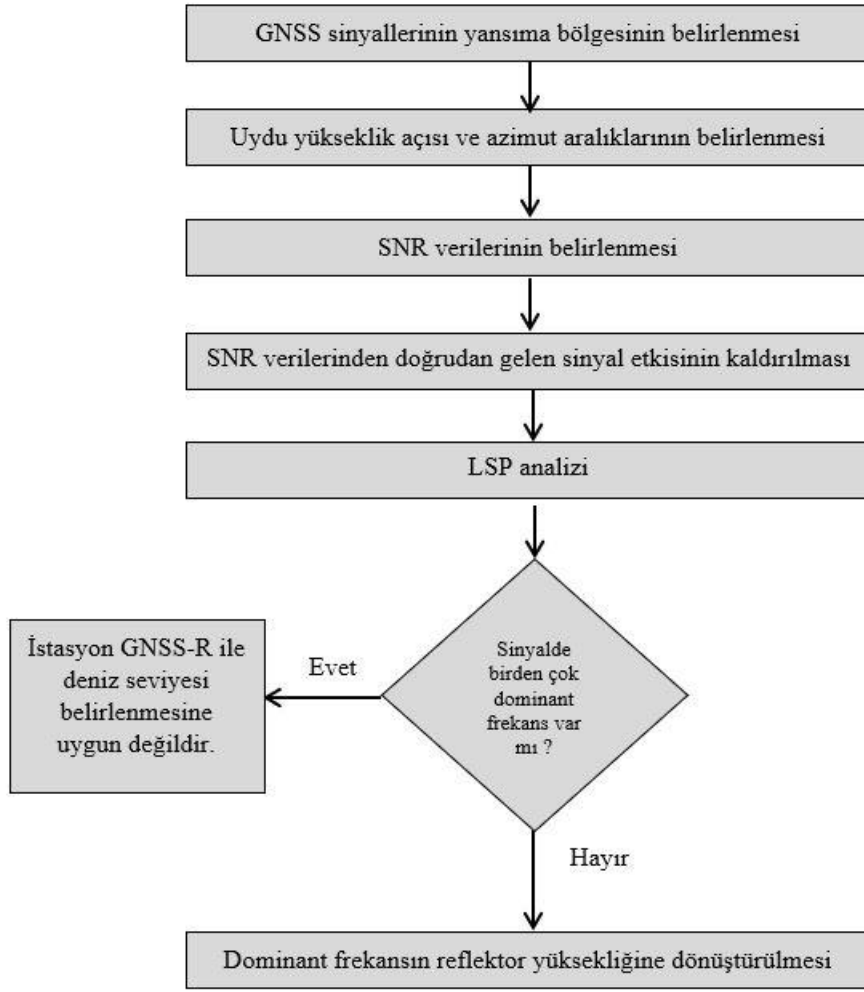 GNSS sinyallerinin yansıma bölgesinin belirlenmesi
Uydu yükseklik açısı ve azimut aralıklarının belirlenmesi
SNR verilerinin belirlenmesi
SNR verilerinden doğrudan gelen sinyal etkisinin kaldırılması
LSP analizi
Sinyalde
birden çok
dominant
frekans var
mı ?
Evet
İstasyon GNSS-R ile
deniz seviyesi
belirlenmesine
uygun değildir.
Hayır
Dominant frekansın reflektor yüksekliğine dönüştürülmesi